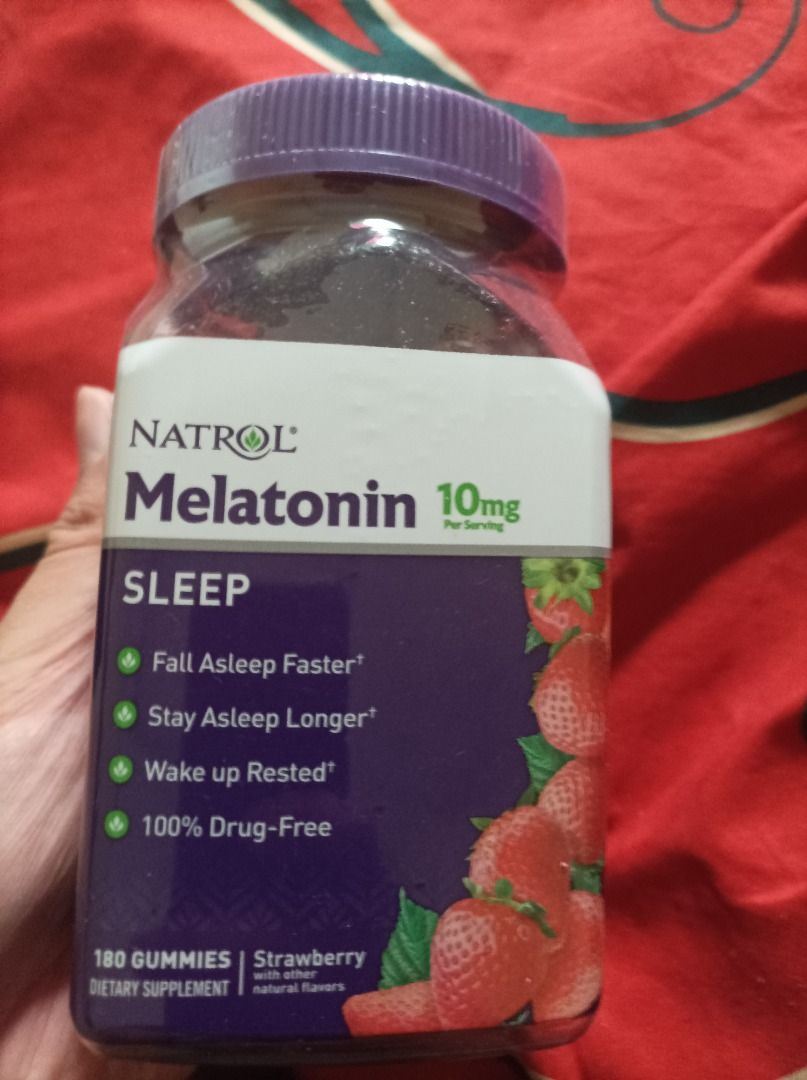 NATROL®
Melatonin 10mg
Per Serving
SLEEP
Fall Asleep Faster†
Stay Asleep Longer†
Wake up Rested†
100% Drug-Free
180 GUMMIES
DIETARY SUPPLEMENT
Strawberry
with other
natural flavors